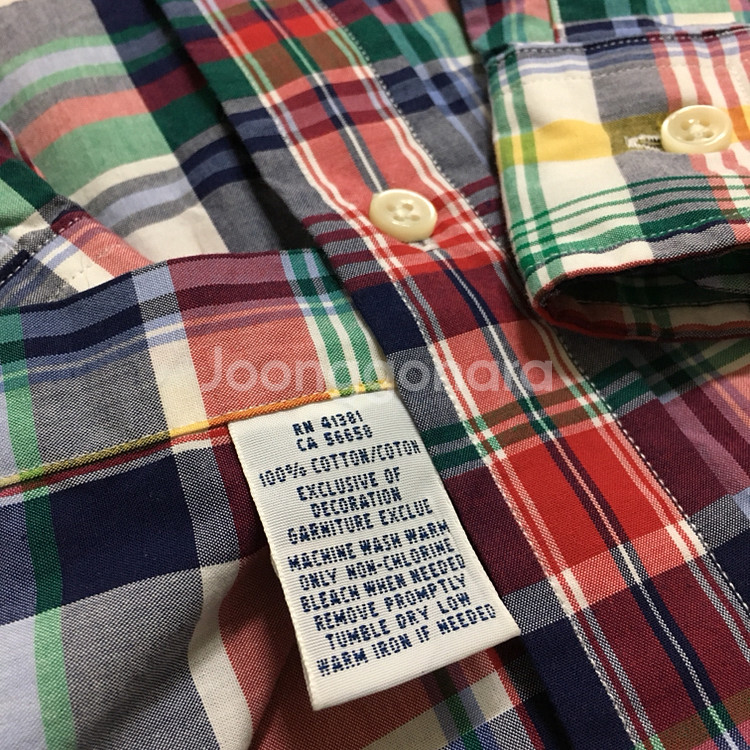 Joonagonara
RN 41381
CA 56658
100% COTTON/COTON
EXCLUSIVE OF
DECORATION
GARNITURE EXCLUE
MACHINE WASH WARM
ONLY NON-CHLORINE
BLEACH WHEN NEEDED
REMOVE PROMPTLY
TUMBLE DRY LOW
WARM IRON IF NEEDED